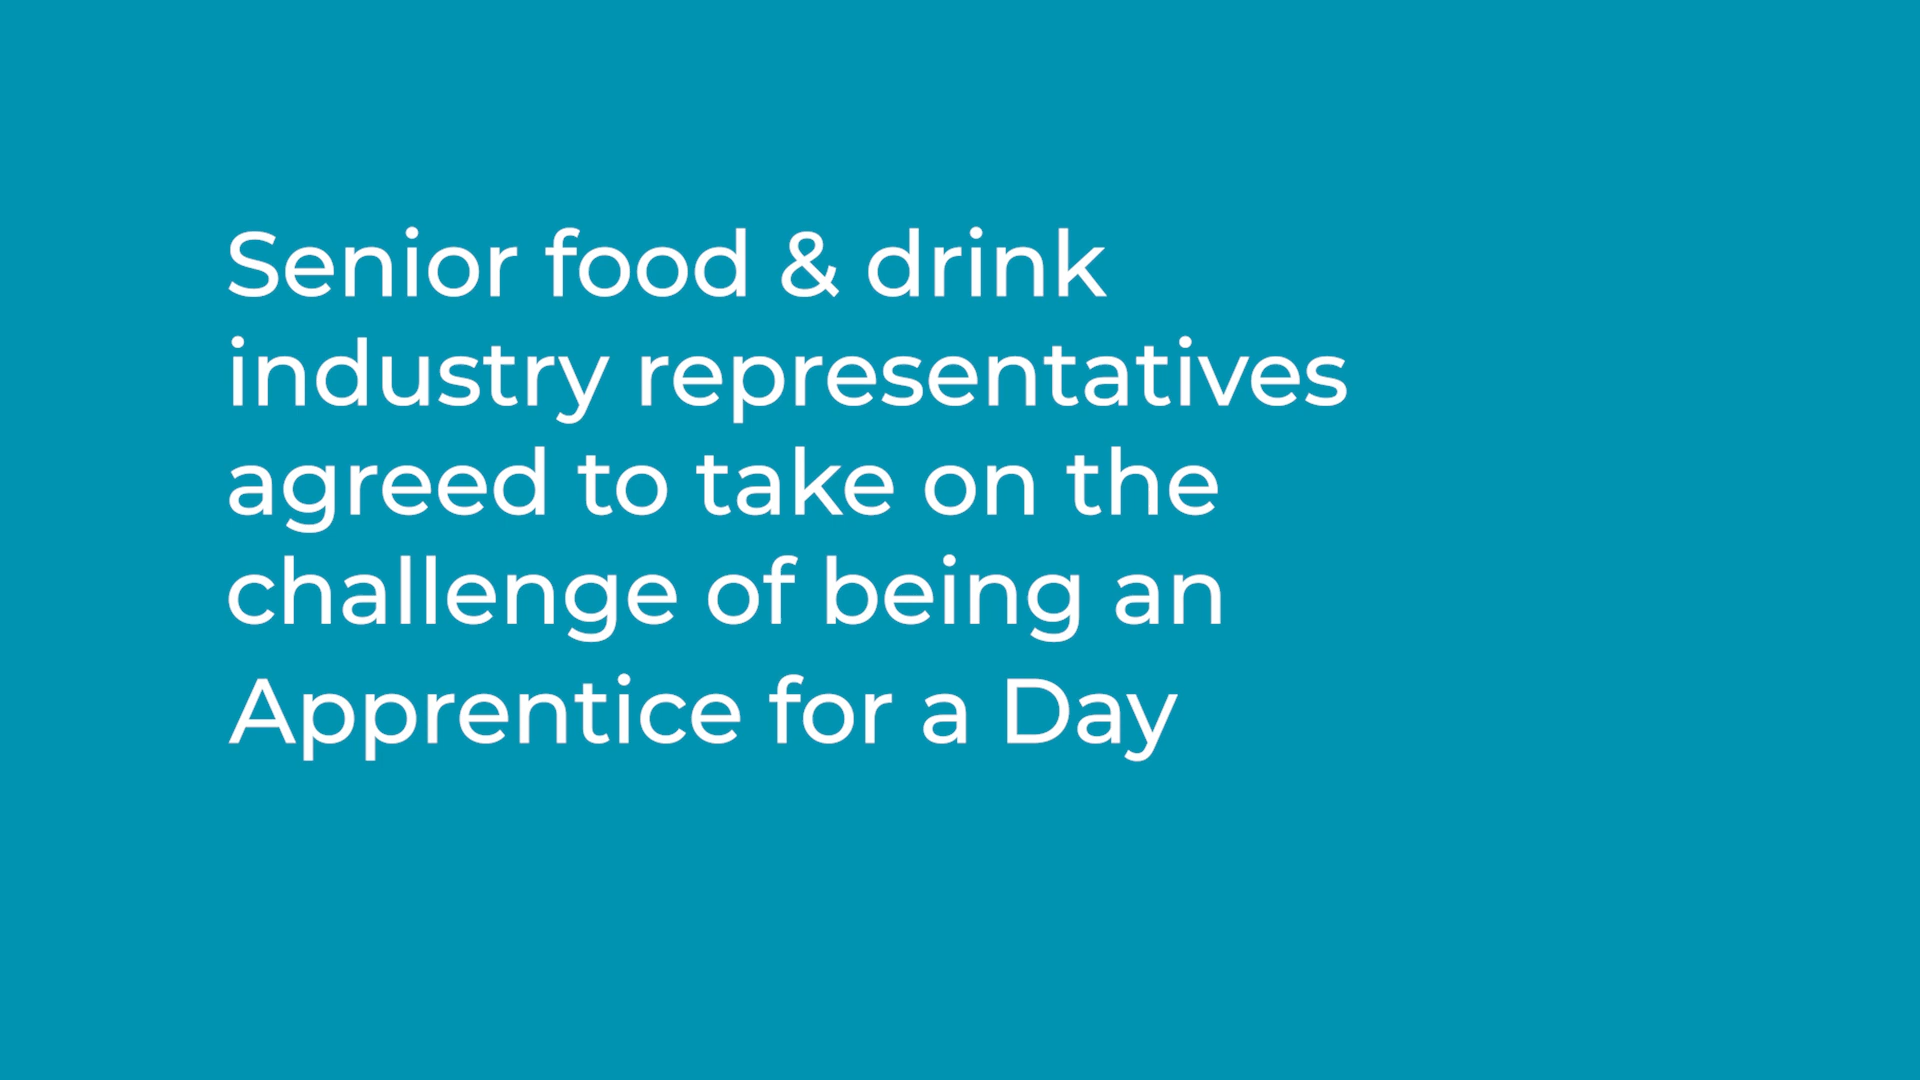 Senior food & drink
industry representatives
agreed to take on the
challenge of being an
Apprentice for a Day